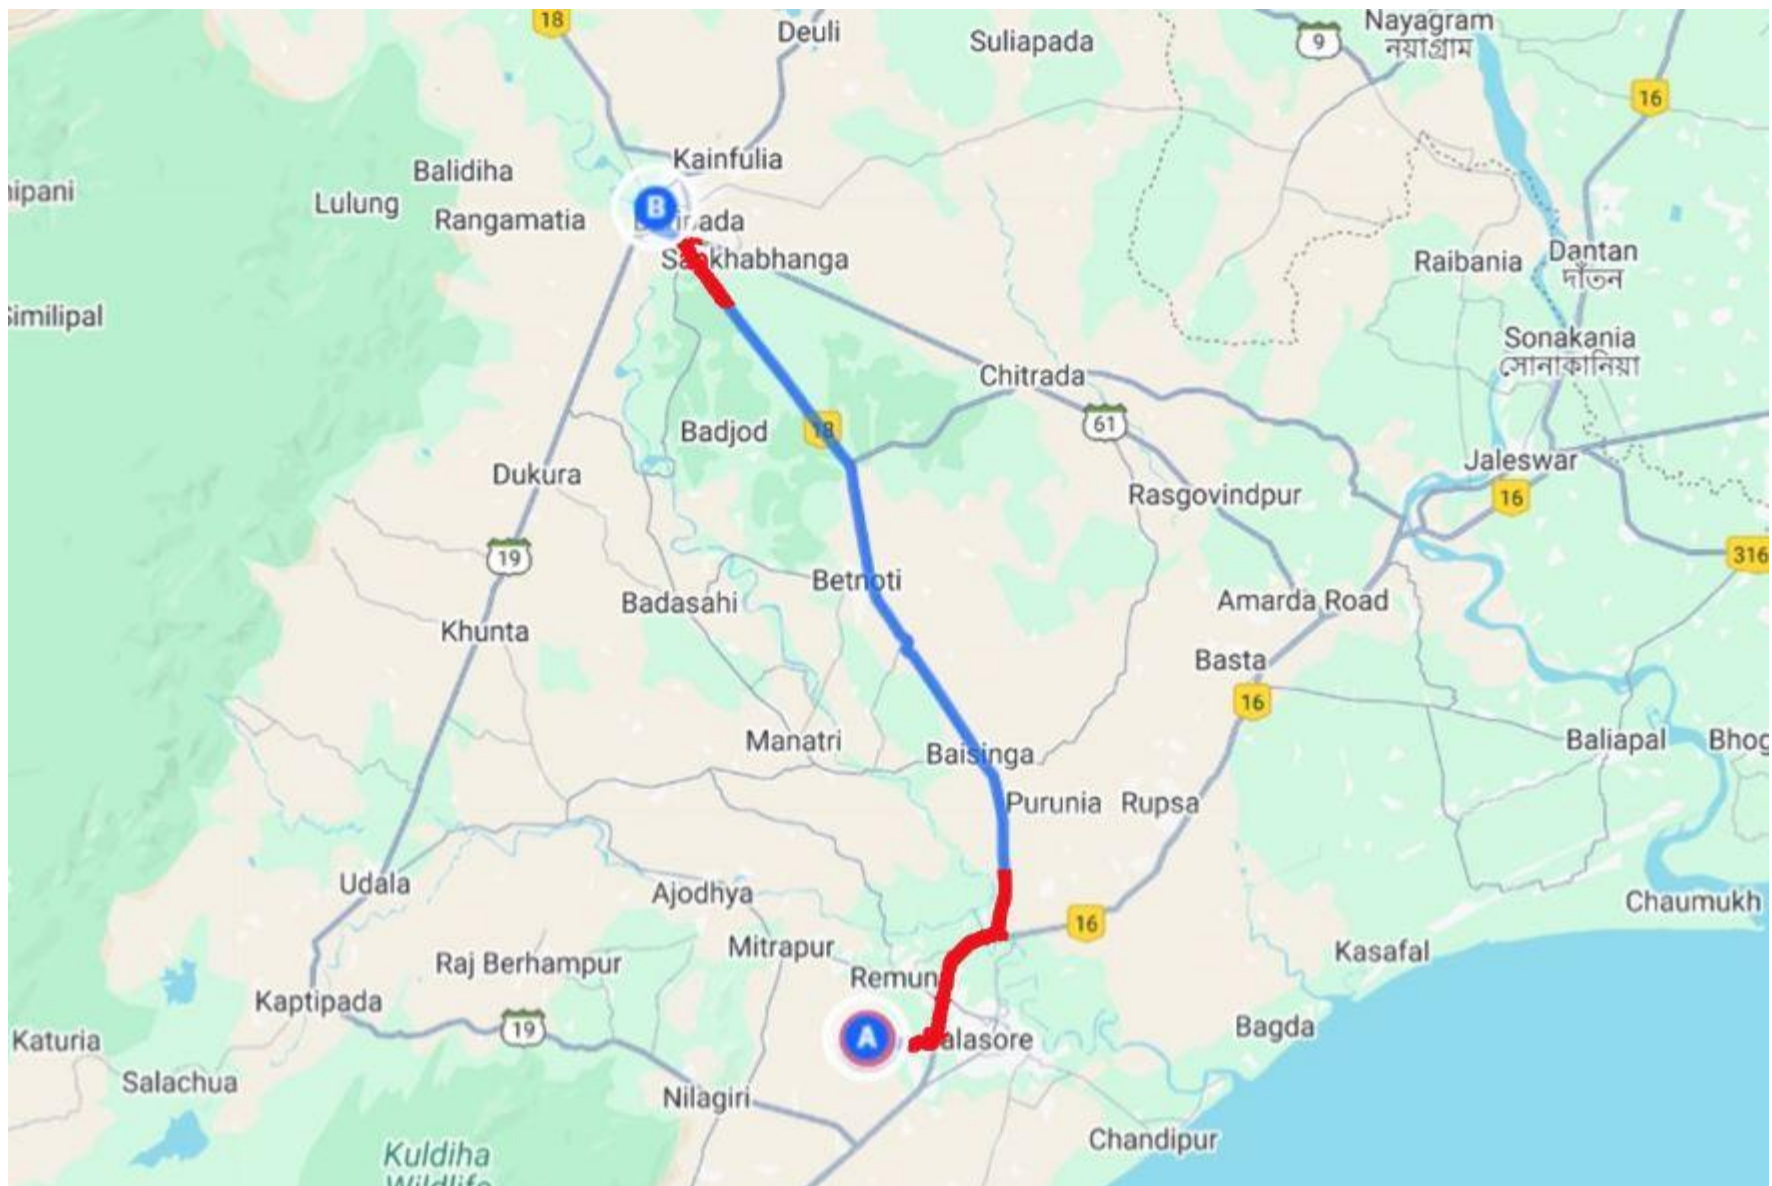 18
Deuli
Suliapada
9
Nayagram
নয়াগ্রাম
16
Kainfulia
Balidiha
Lulung
B
Rangamatia
Dantan
দাঁতন
Raibania
Similipal
Sonakania
সোনাকানিয়া
Chitrada
61
Badjod
18
Jaleswar
16
Dukura
Rasgovindpur
19
316
Betnoti
Badasahi
Amarda Road
Khunta
Basta
16
Manatri
Baisinga
Baliapal
Purunia
Rupsa
Udala
Ajodhya
16
Chaumukh
Mitrapur
Kasafal
Raj Berhampur
Kaptipada
19
Bagda
A
Katuria
Salachua
Nilagiri
Chandipur
Kuldiha